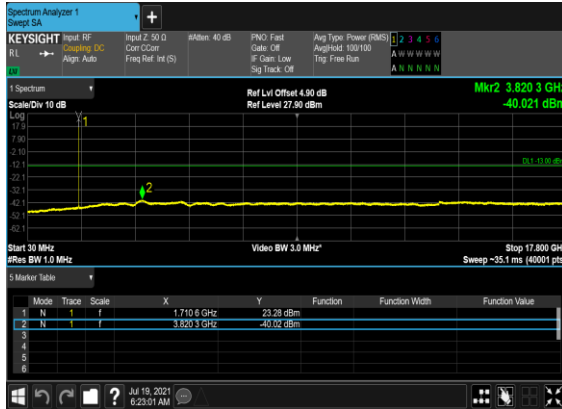 Spectrum Analyzer 1
Swept SA
+
KEYSIGHT Input: RF Input Z: 50 Ω #Atten: 40 dB PNO: Fast Avg Type: Power (RMS) 1 2 3 4 5 6
RL Coupling: DC Corr CCorr Gate: Off Avg|Hold: 100/100 A W W W W W
Align: Auto Freq Ref: Int (S) IF Gain: Low Trig: Free Run
LV Sig Track: Off A N N N N N
1 Spectrum Ref Lvl Offset 4.90 dB Mkr2 3.820 3 GHz
Scale/Div 10 dB Ref Level 27.90 dBm -40.021 dBm
Log
17.9
7.90
-2.10
-12.1
-22.1
-32.1
-42.1
-52.1
-62.1
1
2
DL1 -13.00 dBm
Start 30 MHz Video BW 3.0 MHz* Stop 17.800 GHz
#Res BW 1.0 MHz Sweep ~35.1 ms (40001 pts)
5 Marker Table
Mode Trace Scale X Y Function Function Width Function Value
1 N 1 f 1.710 6 GHz 23.28 dBm
2 N 1 f 3.820 3 GHz -40.02 dBm
3
4
5
6
? Jul 19, 2021
6:23:01 AM